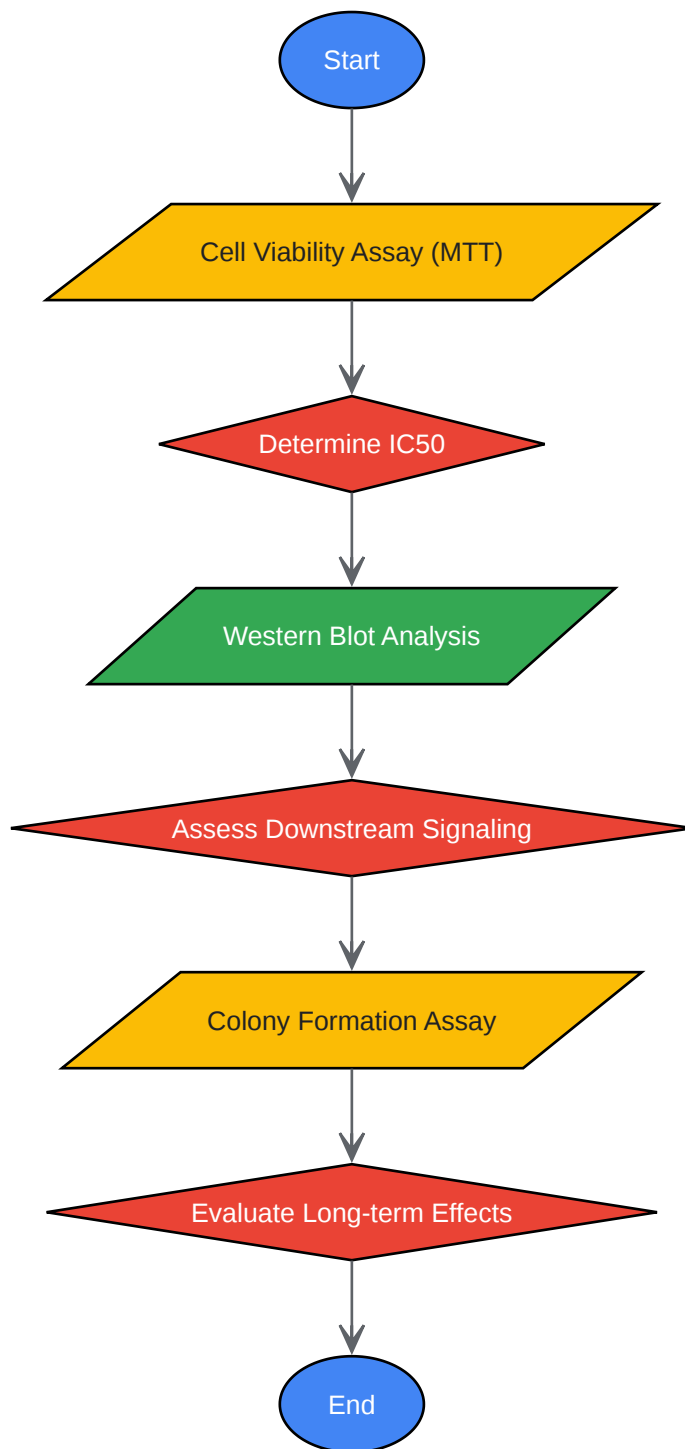 Start
Cell Viability Assay (MTT)
Determine IC50
Western Blot Analysis
Assess Downstream Signaling
Colony Formation Assay
Evaluate Long-term Effects
End